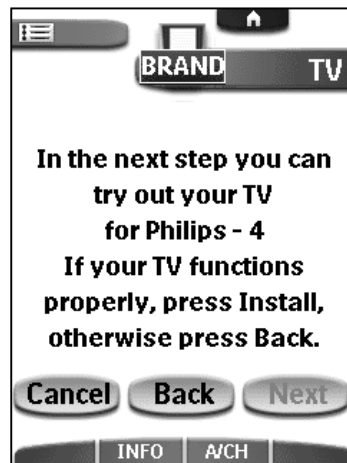 BRAND
TV
In the next step you can
try out your TV
for Philips - 4
If your TV functions
properly, press Install,
otherwise press Back.
Cancel Back Next
INFO A/CH